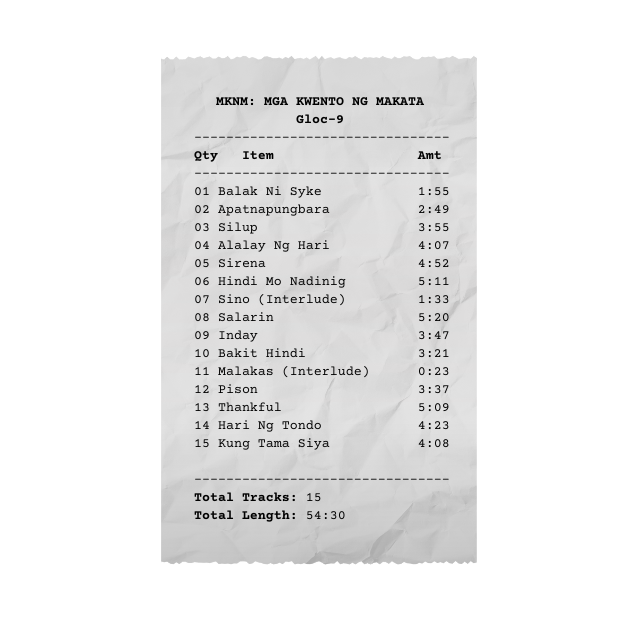 MKNM: MGA KWENTO NG MAKATA
Gloc-9
--------------------------------
Qty Item Amt
--------------------------------
01 Balak Ni Syke 1:55
02 Apatnapungbara 2:49
03 Silup 3:55
04 Alalay Ng Hari 4:07
05 Sirena 4:52
06 Hindi Mo Nadinig 5:11
07 Sino (Interlude) 1:33
08 Salarin 5:20
09 Inday 3:47
10 Bakit Hindi 3:21
11 Malakas (Interlude) 0:23
12 Pison 3:37
13 Thankful 5:09
14 Hari Ng Tondo 4:23
15 Kung Tama Siya 4:08
--------------------------------
Total Tracks: 15
Total Length: 54:30